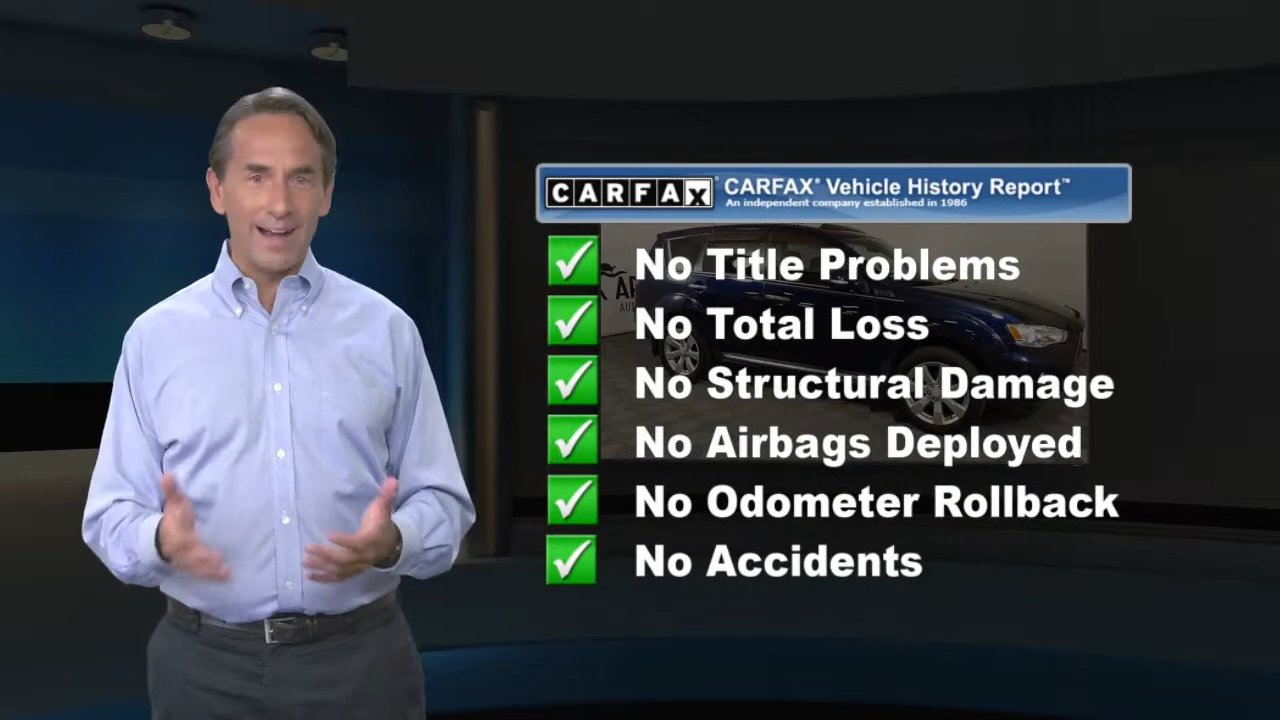 CARFAX
CARFAX® Vehicle History Report™
An independent company established in 1986
No Title Problems
No Total Loss
No Structural Damage
No Airbags Deployed
No Odometer Rollback
No Accidents